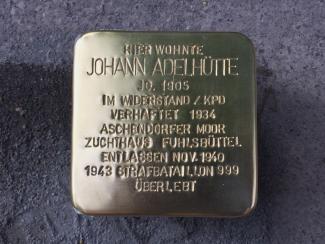 HIER WOHNTE
JOHANN ADELHÜTTE
JG. 1905
IM WIDERSTAND / KPD
VERHAFTET 1934
ASCHENDORFER MOOR
ZUCHTHAUS FUHLSBÜTTEL
ENTLASSEN NOV. 1940
1943 STRAFBATAILLON 999
ÜBERLEBT